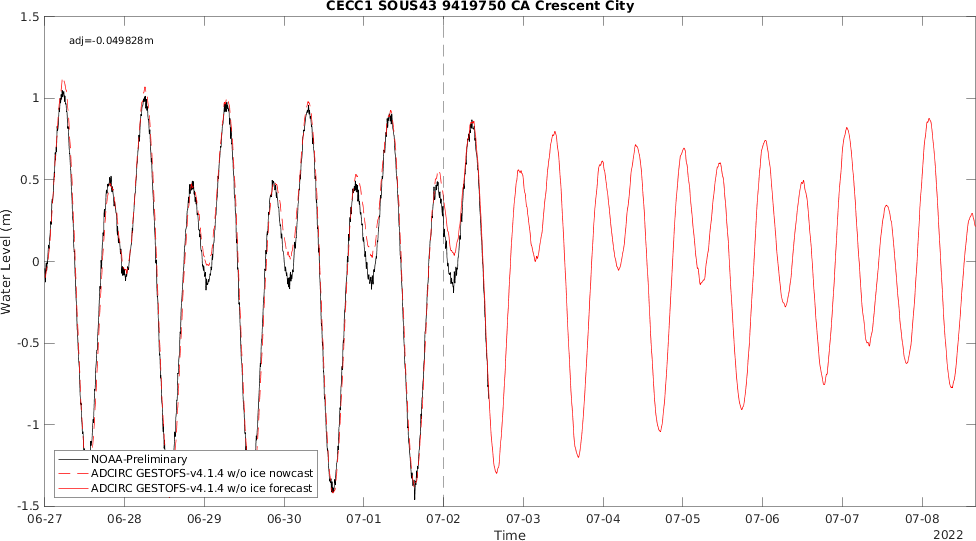 CECC1 SOUS43 9419750 CA Crescent City
adj=-0.049828m
Water Level (m)
1.5
1
0.5
0
-0.5
-1
-1.5
NOAA-Preliminary
ADCIRC GESTOFS-v4.1.4 w/o ice nowcast
ADCIRC GESTOFS-v4.1.4 w/o ice forecast
06-27 06-28 06-29 06-30 07-01 07-02 07-03 07-04 07-05 07-06 07-07 07-08
Time
2022